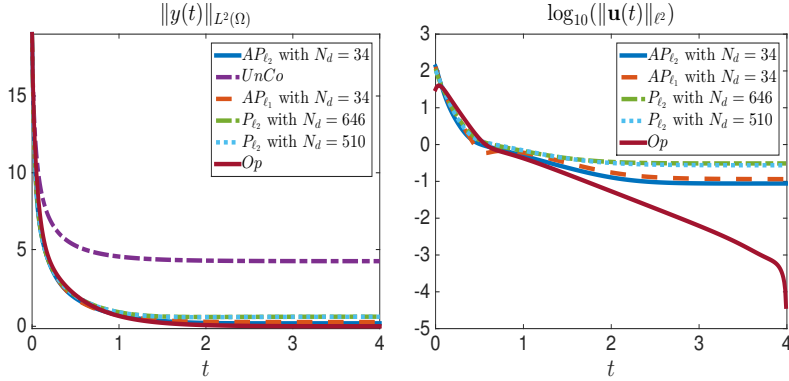 ‖y(t)‖_{L²(Ω)}
15
10
5
0
0 1 2 3 4
t
AP_{ℓ₂} with N_d = 34
UnCo
AP_{ℓ₁} with N_d = 34
P_{ℓ₂} with N_d = 646
P_{ℓ₂} with N_d = 510
Op
log₁₀(‖u(t)‖_{ℓ²})
3
2
1
0
-1
-2
-3
-4
-5
0 1 2 3 4
t
AP_{ℓ₂} with N_d = 34
AP_{ℓ₁} with N_d = 34
P_{ℓ₂} with N_d = 646
P_{ℓ₂} with N_d = 510
Op